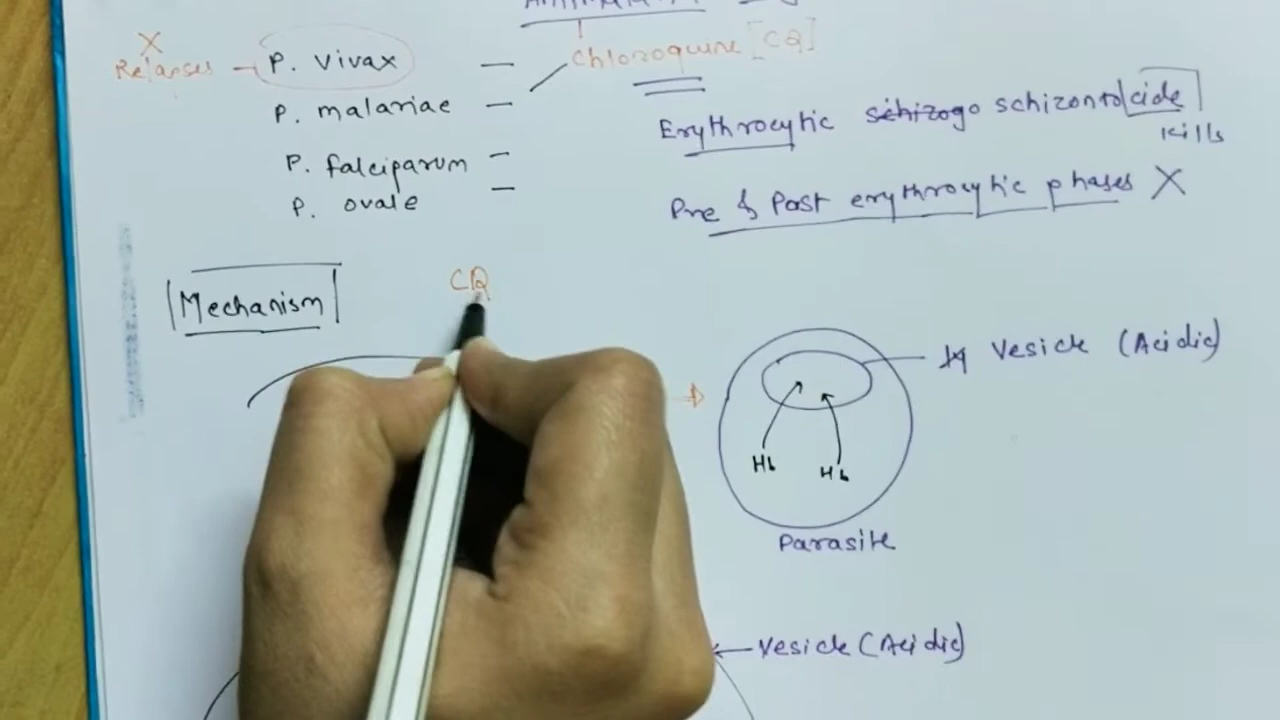 Chloroquine [CQ]
X
Relapses → P. vivax —
P. malariae —
P. falciparum —
P. ovale —
Erythrocytic schizogo schizontolcide
kills
Pre & Post erythrocytic phases X
Mechanism
CQ
Vesicle (Acidic)
Hb Hb
Parasite
Vesicle (Acidic)